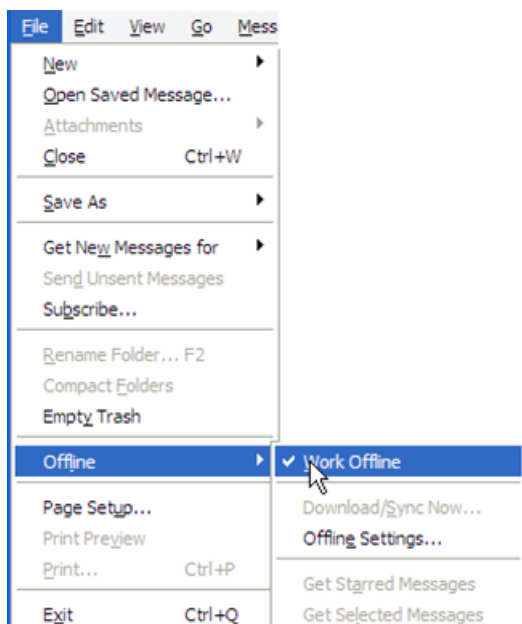 File Edit View Go Mess
New
Open Saved Message...
Attachments
Close Ctrl+W
Save As
Get New Messages for
Send Unsent Messages
Subscribe...
Rename Folder... F2
Compact Folders
Empty Trash
Offline
Work Offline
Page Setup...
Download/Sync Now...
Print Preview
Offline Settings...
Print... Ctrl+P
Get Starred Messages
Exit Ctrl+Q
Get Selected Messages